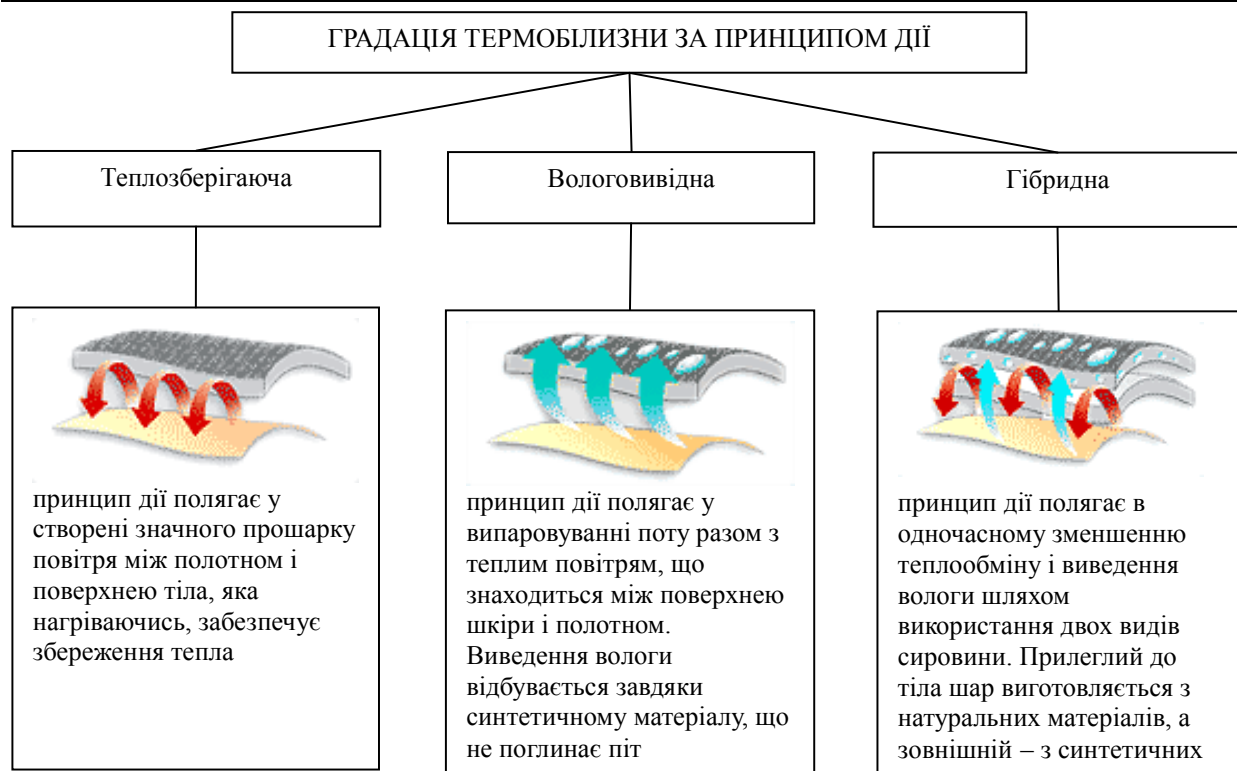 ГРАДАЦІЯ ТЕРМОБІЛИЗНИ ЗА ПРИНЦИПОМ ДІЇ
Теплозберігаюча
Вологовивідна
Гібридна
принцип дії полягає у
створені значного прошарку
повітря між полотном і
поверхнею тіла, яка
нагріваючись, забезпечує
збереження тепла
принцип дії полягає у
випаровуванні поту разом з
теплим повітрям, що
знаходиться між поверхнею
шкіри і полотном.
Виведення вологи
відбувається завдяки
синтетичному матеріалу, що
не поглинає піт
принцип дії полягає в
одночасному зменшенню
теплообміну і виведення
вологи шляхом
використання двох видів
сировини. Прилеглий до
тіла шар виготовляється з
натуральних матеріалів, а
зовнішній – з синтетичних